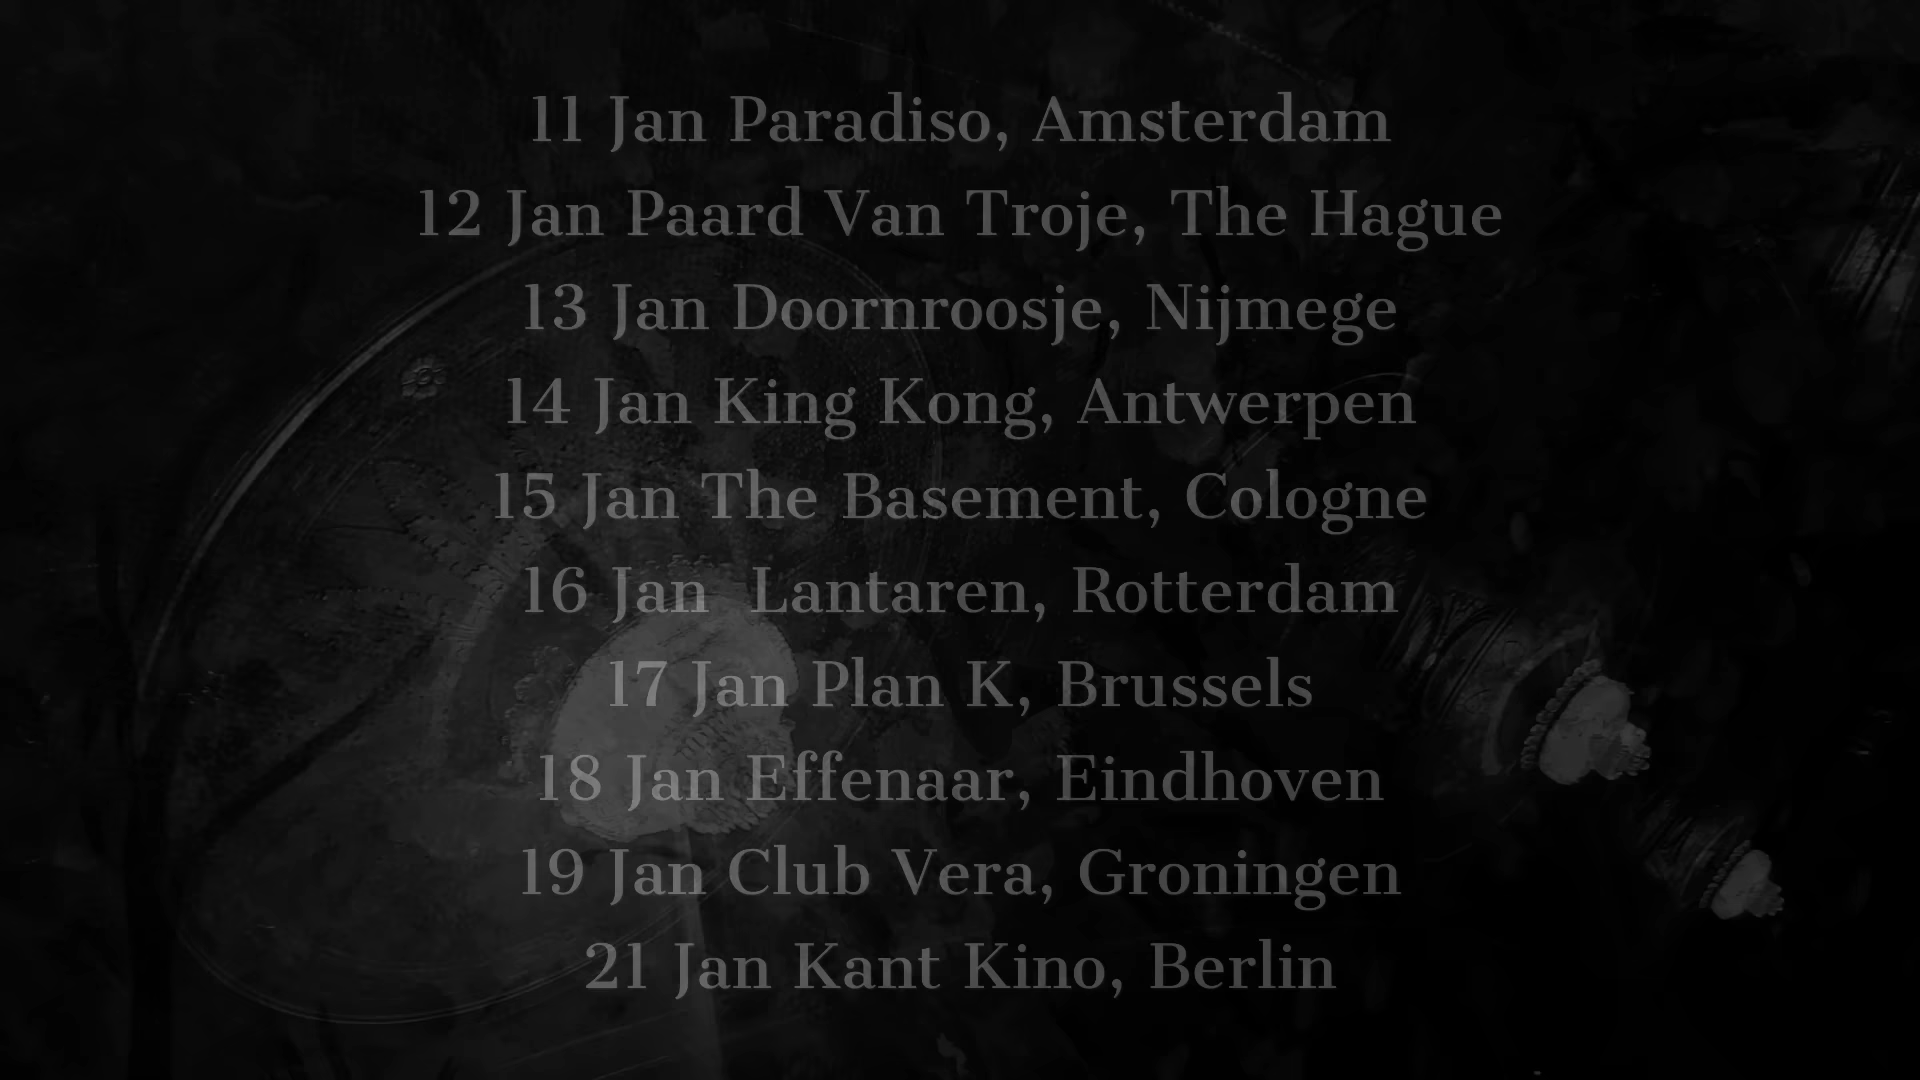 11 Jan Paradiso, Amsterdam
12 Jan Paard Van Troje, The Hague
13 Jan Doornroosje, Nijmege
14 Jan King Kong, Antwerpen
15 Jan The Basement, Cologne
16 Jan Lantaren, Rotterdam
17 Jan Plan K, Brussels
18 Jan Effenaar, Eindhoven
19 Jan Club Vera, Groningen
21 Jan Kant Kino, Berlin